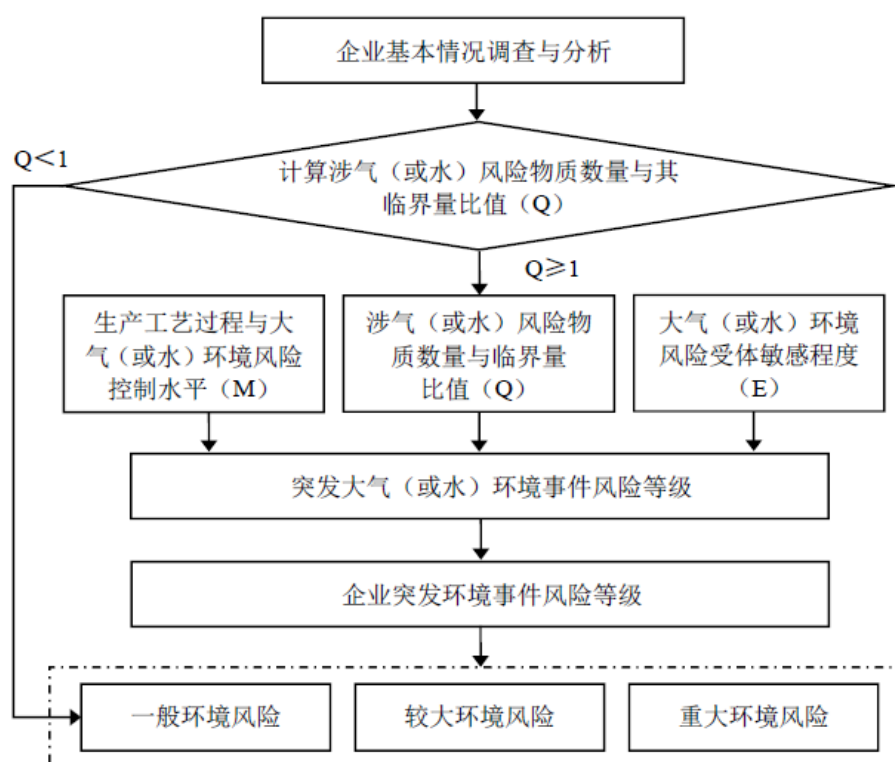 企业基本情况调查与分析
Q＜1
计算涉气（或水）风险物质数量与其
临界量比值（Q）
Q≥1
生产工艺过程与大
气（或水）环境风险
控制水平（M）
涉气（或水）风险物
质数量与临界量
比值（Q）
大气（或水）环境
风险受体敏感程度
（E）
突发大气（或水）环境事件风险等级
企业突发环境事件风险等级
一般环境风险
较大环境风险
重大环境风险